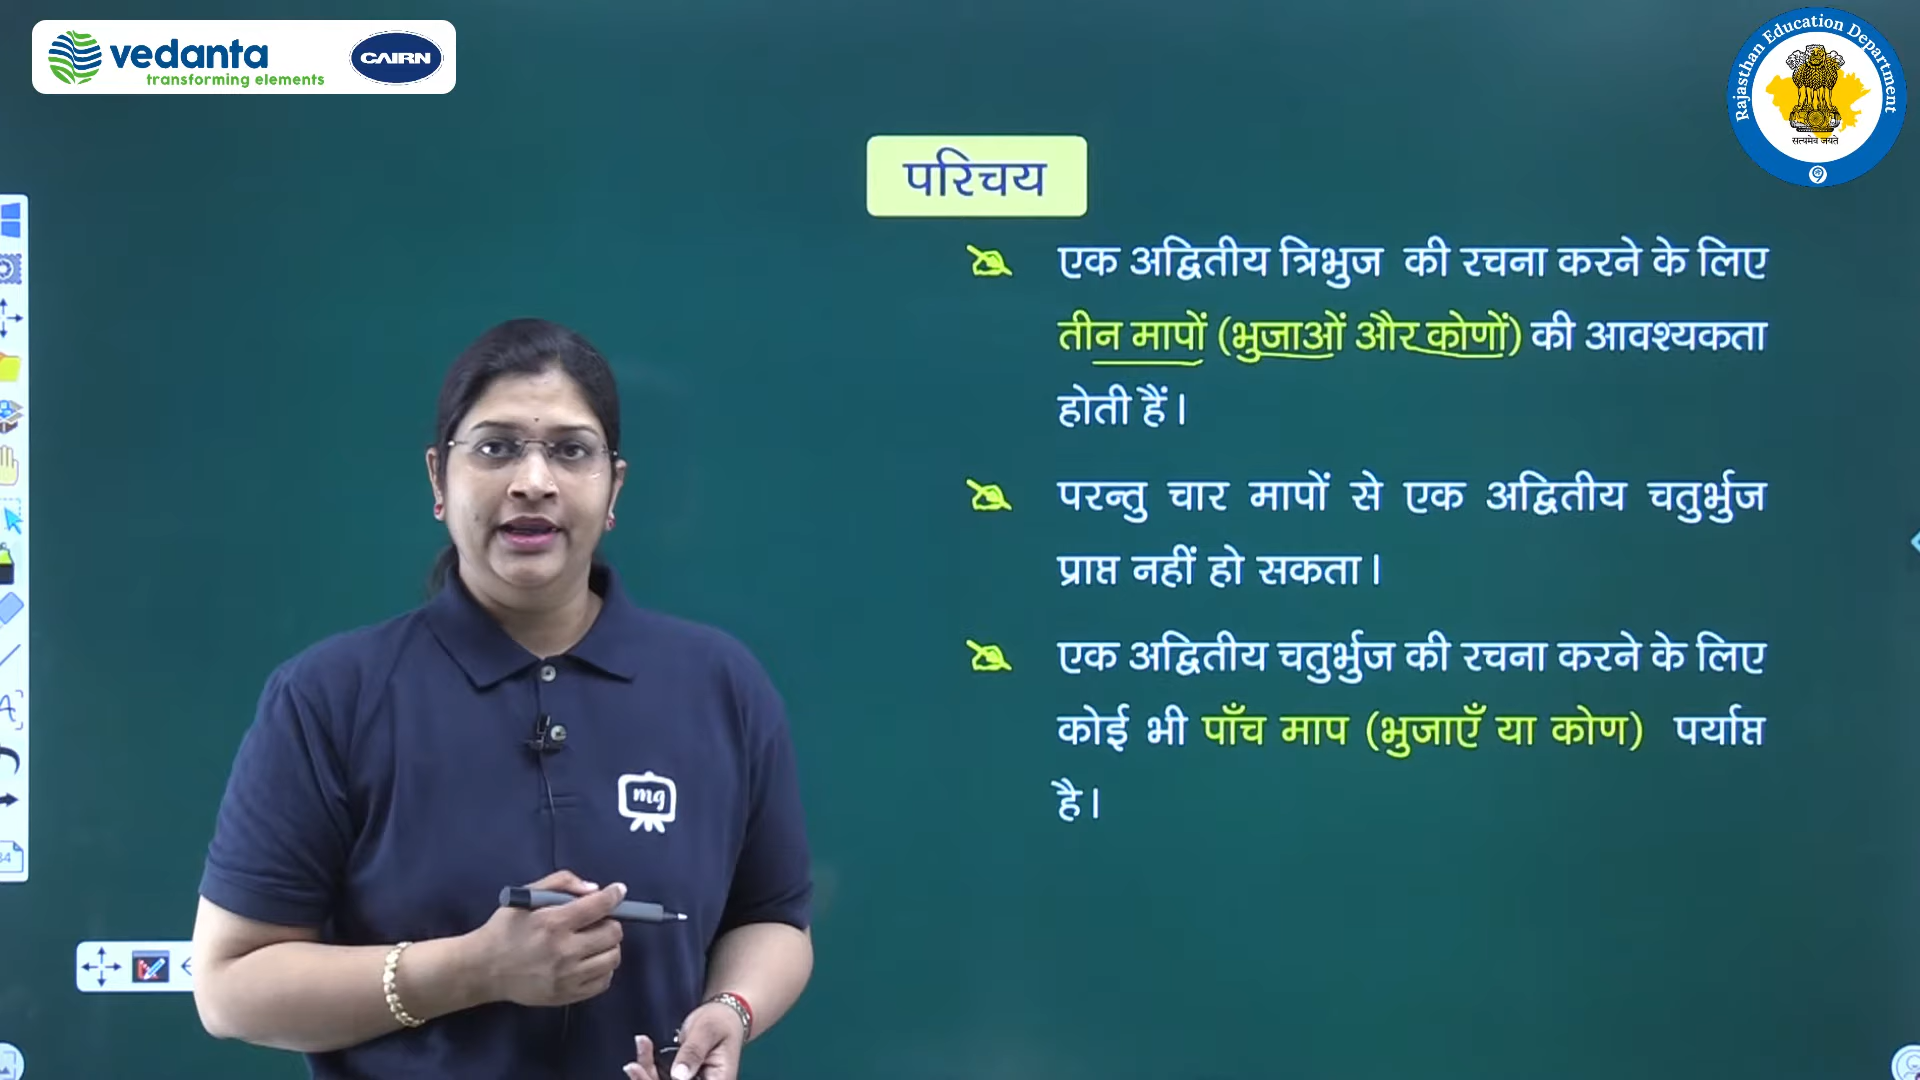 vedanta
transforming elements
CAIRN
Rajasthan Education Department
सत्यमेव जयते
परिचय
एक अद्वितीय त्रिभुज की रचना करने के लिए
तीन मापों (भुजाओं और कोणों) की आवश्यकता
होती हैं।
परन्तु चार मापों से एक अद्वितीय चतुर्भुज
प्राप्त नहीं हो सकता।
एक अद्वितीय चतुर्भुज की रचना करने के लिए
कोई भी पाँच माप (भुजाएँ या कोण) पर्याप्त
है।
mg